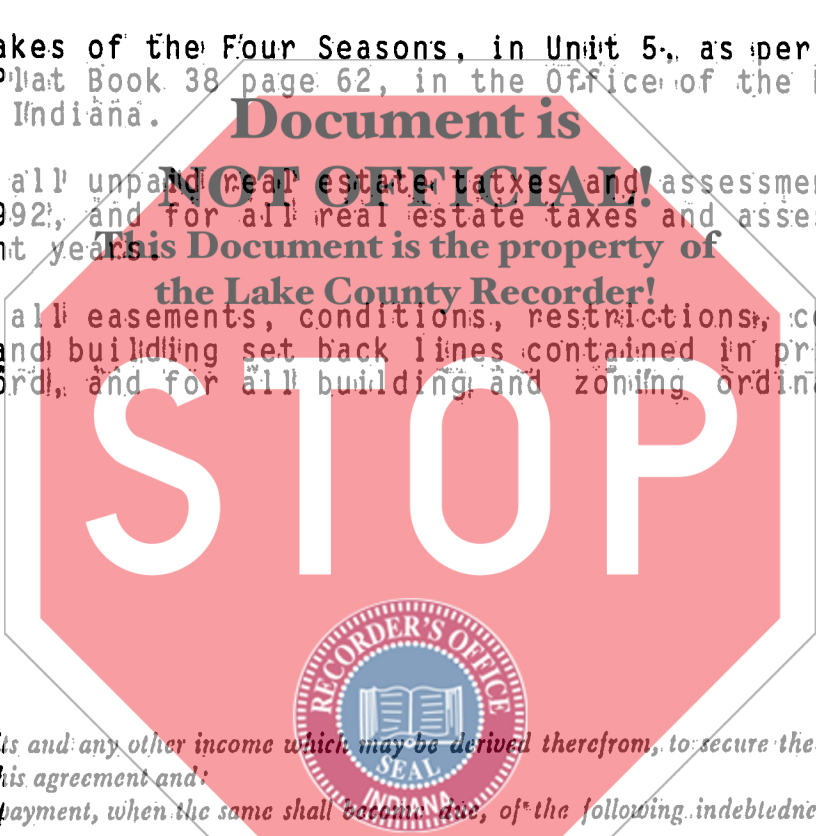 akes of the Four Seasons, in Unit 5, as per
Plat Book 38 page 62, in the Office of the
Indiana.
Document is
all unpaid real estate tatxes and assessme
NOT OFFICIAL!
992, and for all real estate taxes and asse
nt years.
This Document is the property of
the Lake County Recorder!
all easements, conditions, restrictions, co
and building set back lines contained in pr
ord, and for all building and zoning ordina
STOP
RECORDER'S OFFICE
SEAL
INDIANA
ts and any other income which may be derived therefrom, to secure the
his agreement and:
payment, when the same shall become due, of the following indebtedne